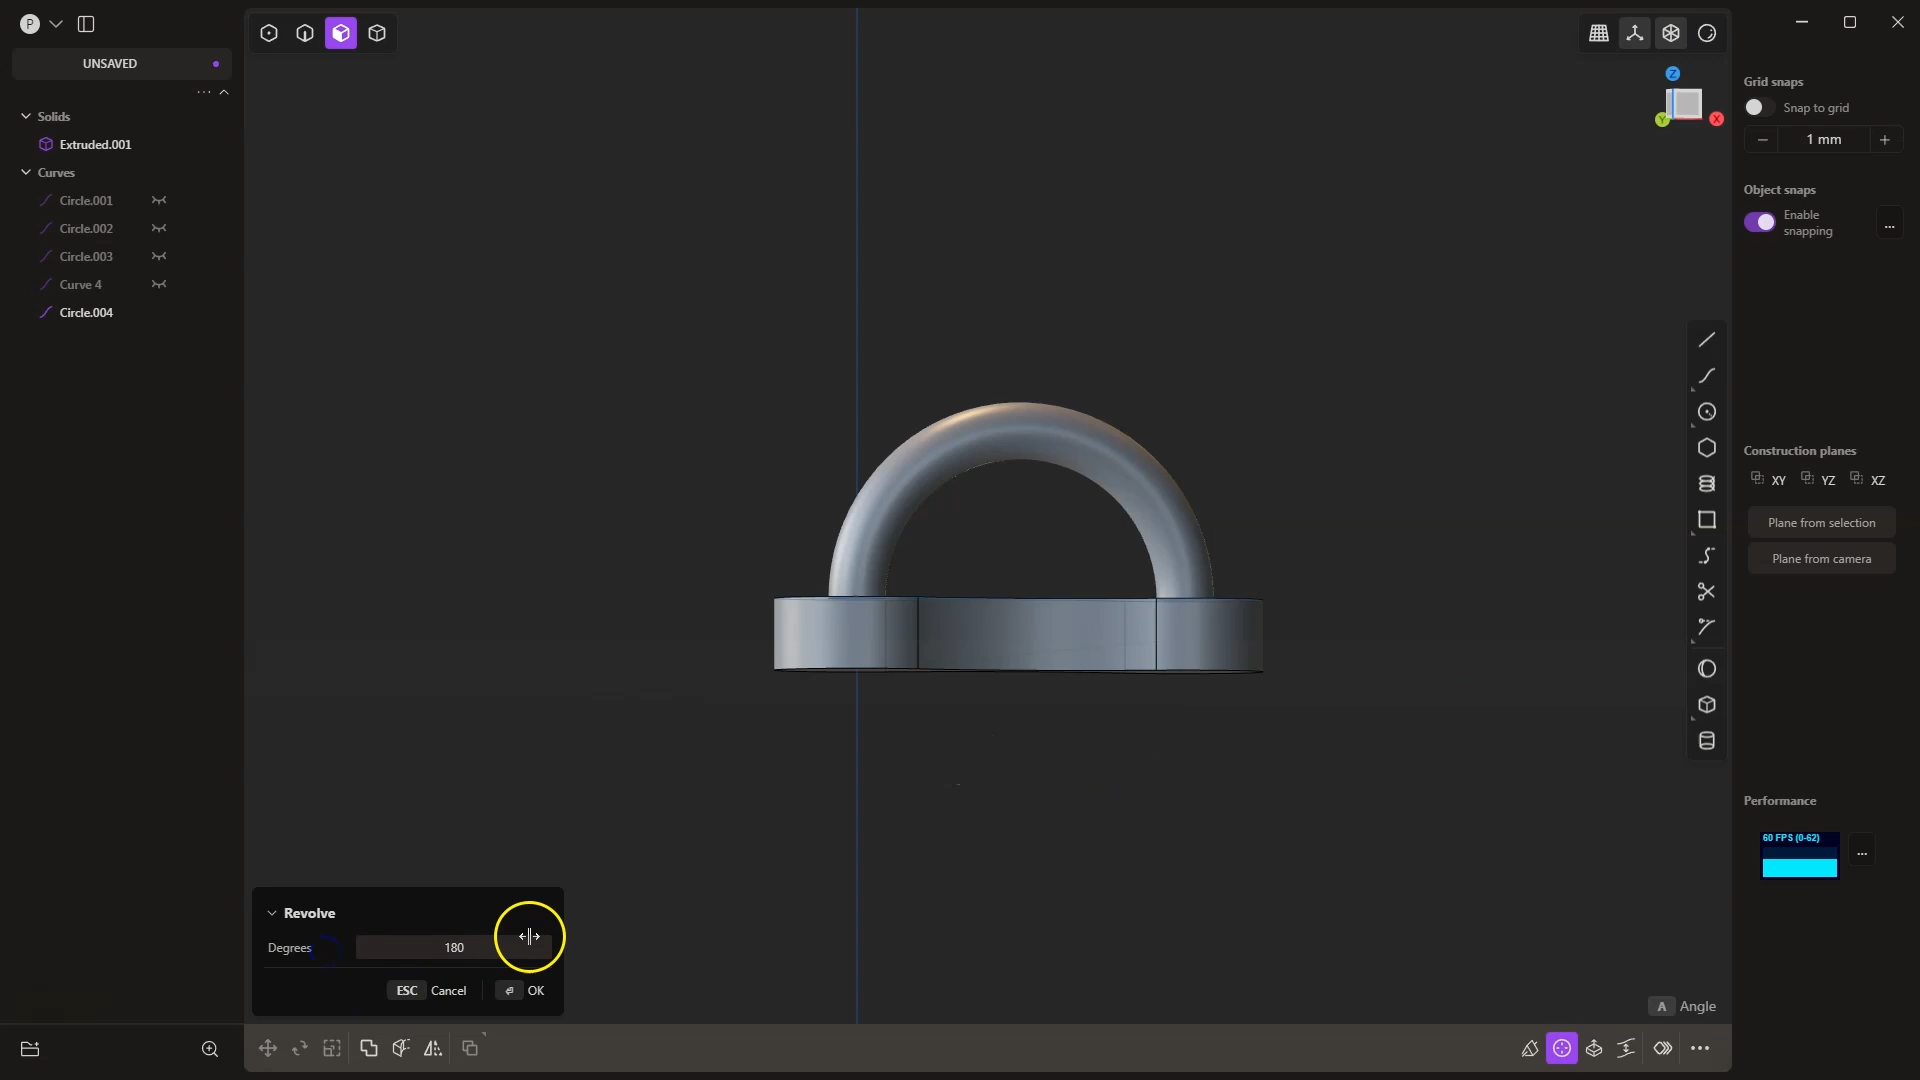 P
UNSAVED
Solids
Extruded.001
Curves
Circle.001
Circle.002
Circle.003
Curve 4
Circle.004
Z
Y
X
Grid snaps
Snap to grid
1 mm
Object snaps
Enable
snapping
...
Construction planes
XY
YZ
XZ
Plane from selection
Plane from camera
Performance
60 FPS (0-62)
...
Revolve
Degrees
180
ESC Cancel
OK
A Angle